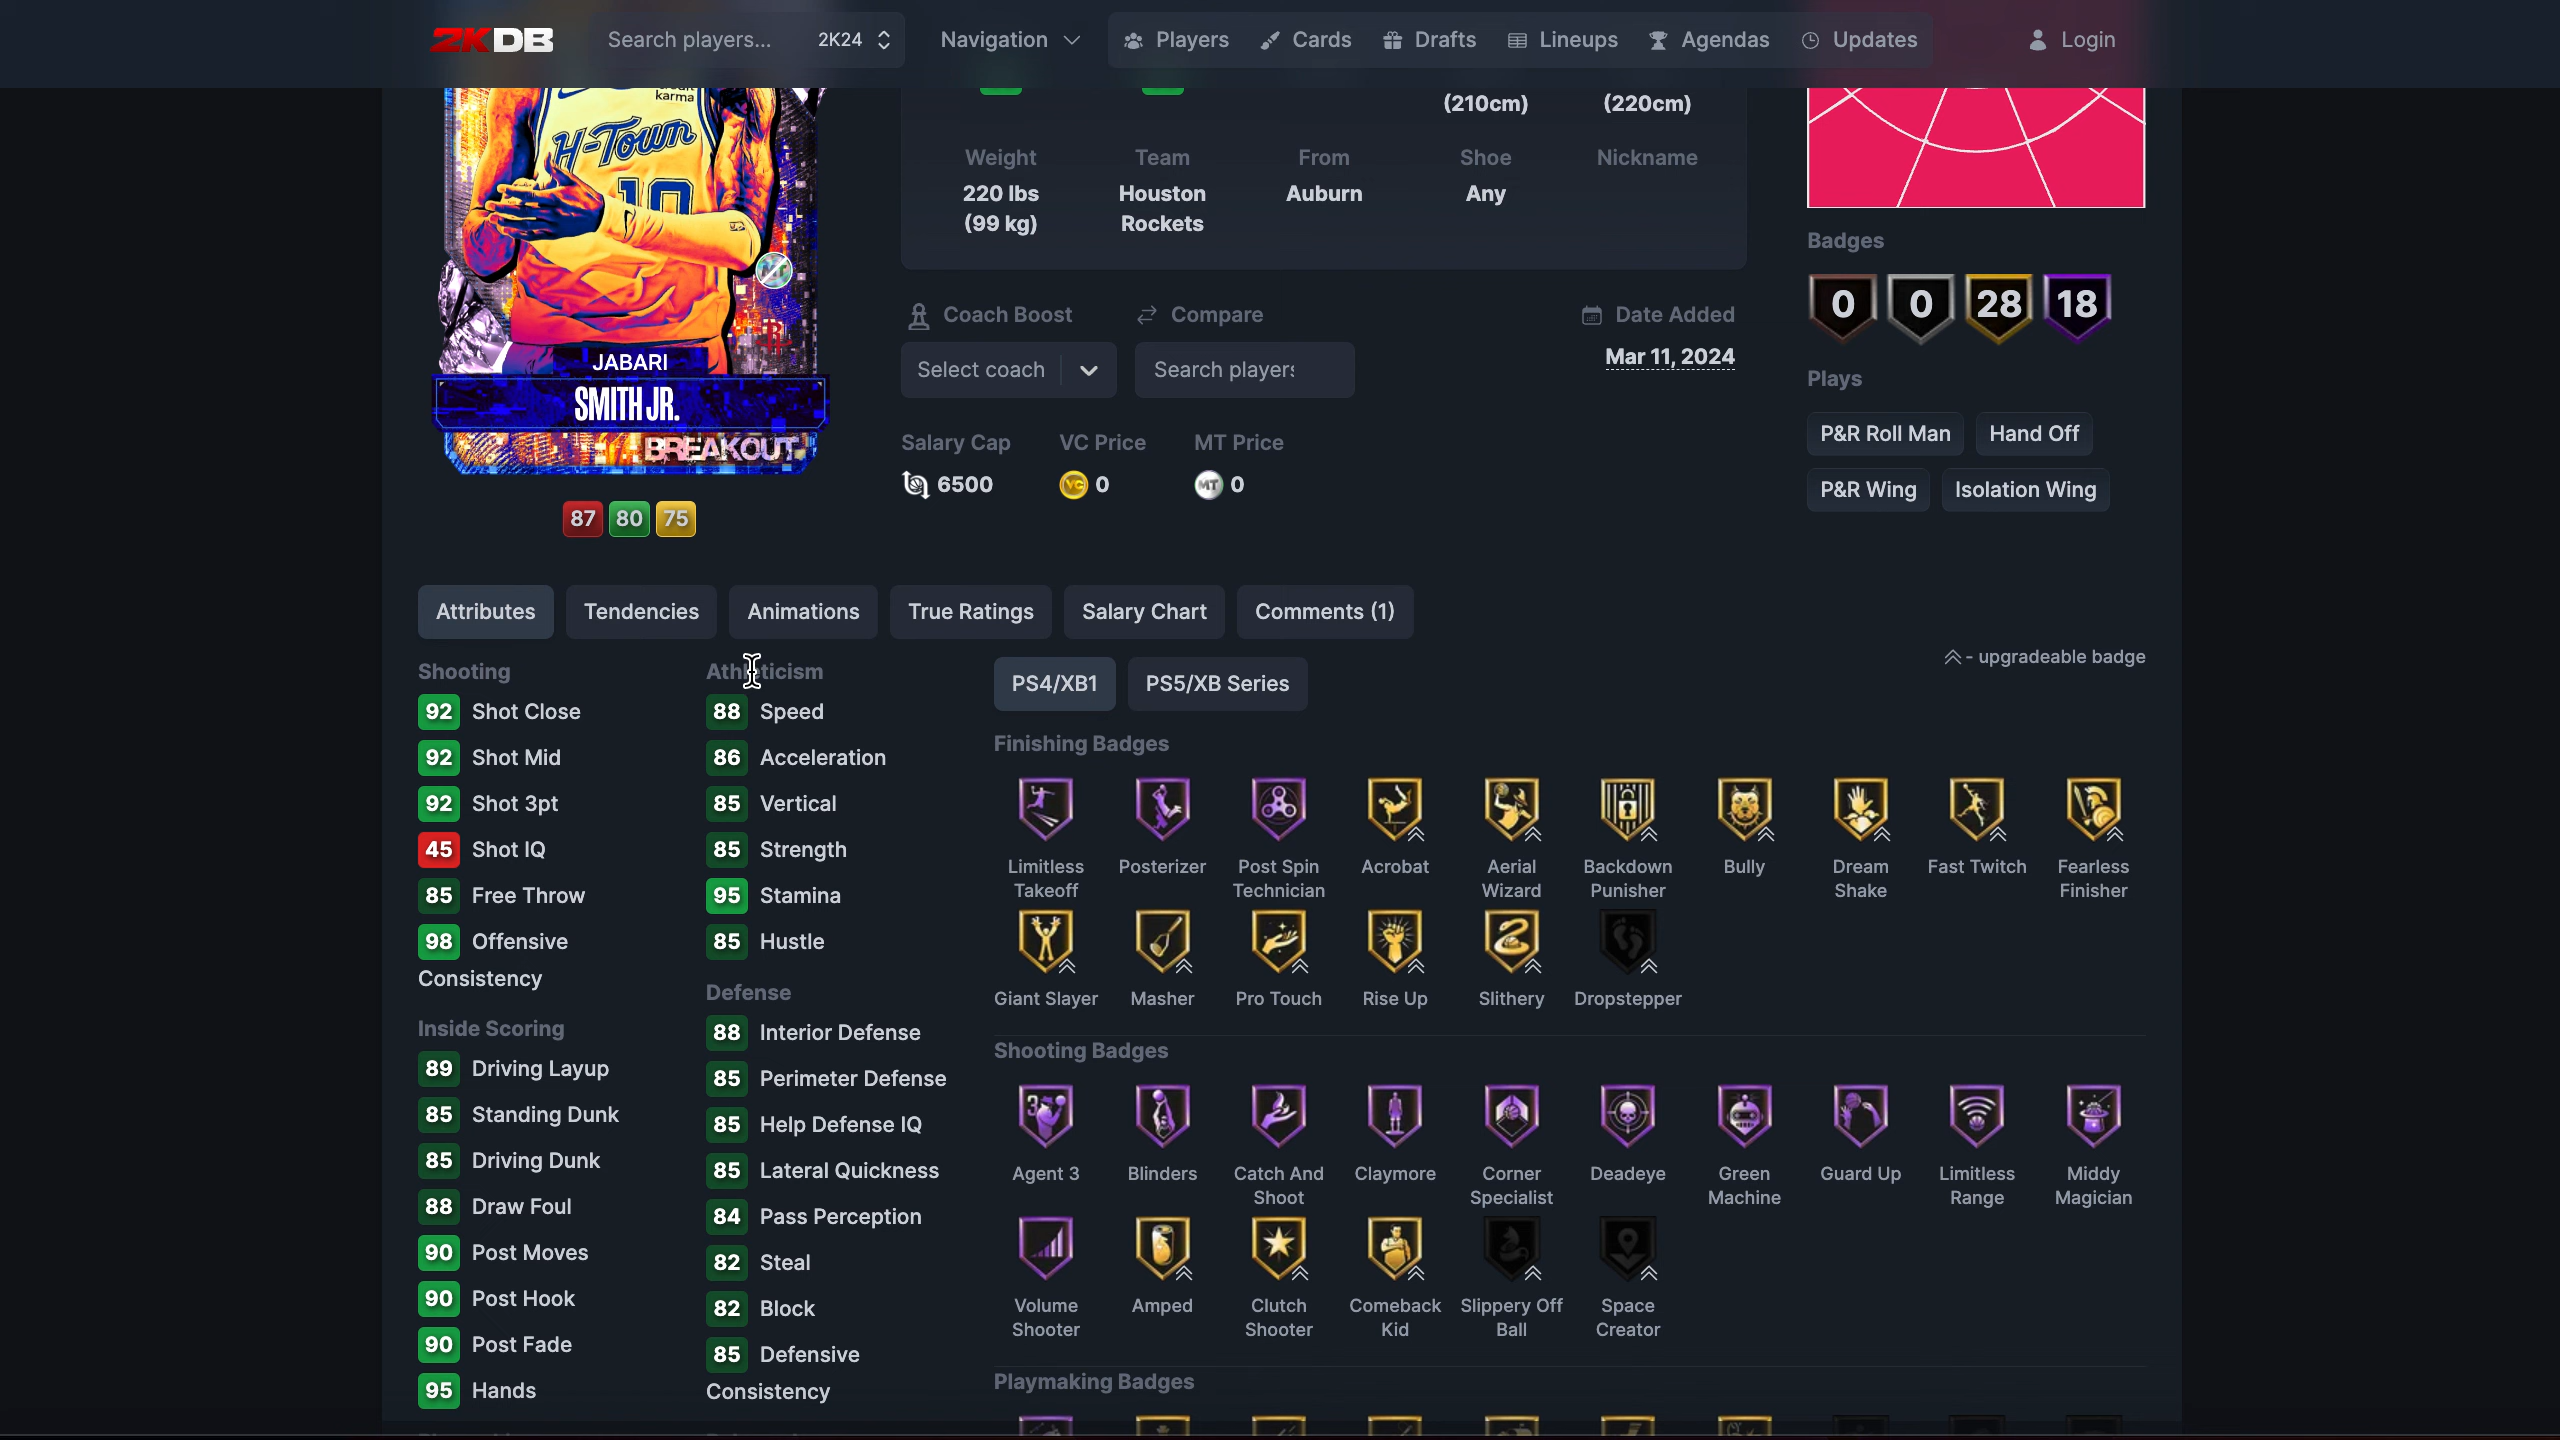 2KDB
Search players...
2K24
Navigation
Players
Cards
Drafts
Lineups
Agendas
Updates
Login
karma
H-Town
10
JABARI
SMITH JR.
BREAKOUT
87 80 75
(210cm)
(220cm)
Weight
220 lbs
(99 kg)
Team
Houston
Rockets
From
Auburn
Shoe
Any
Nickname
Coach Boost
Select coach
Compare
Search players
Date Added
Mar 11, 2024
Salary Cap
6500
VC Price
VC 0
MT Price
MT 0
Badges
0 0 28 18
Plays
P&R Roll Man
Hand Off
P&R Wing
Isolation Wing
Attributes
Tendencies
Animations
True Ratings
Salary Chart
Comments (1)
Shooting
92 Shot Close
92 Shot Mid
92 Shot 3pt
45 Shot IQ
85 Free Throw
98 Offensive
Consistency
Inside Scoring
89 Driving Layup
85 Standing Dunk
85 Driving Dunk
88 Draw Foul
90 Post Moves
90 Post Hook
90 Post Fade
95 Hands
Athleticism
88 Speed
86 Acceleration
85 Vertical
85 Strength
95 Stamina
85 Hustle
Defense
88 Interior Defense
85 Perimeter Defense
85 Help Defense IQ
85 Lateral Quickness
84 Pass Perception
82 Steal
82 Block
85 Defensive
Consistency
PS4/XB1
PS5/XB Series
- upgradeable badge
Finishing Badges
Limitless
Takeoff
Posterizer
Post Spin
Technician
Acrobat
Aerial
Wizard
Backdown
Punisher
Bully
Dream
Shake
Fast Twitch
Fearless
Finisher
Giant Slayer
Masher
Pro Touch
Rise Up
Slithery
Dropstepper
Shooting Badges
3
Agent 3
Blinders
Catch And
Shoot
Claymore
Corner
Specialist
Deadeye
Green
Machine
Guard Up
Limitless
Range
Middy
Magician
Volume
Shooter
Amped
Clutch
Shooter
Comeback
Kid
Slippery Off
Ball
Space
Creator
Playmaking Badges